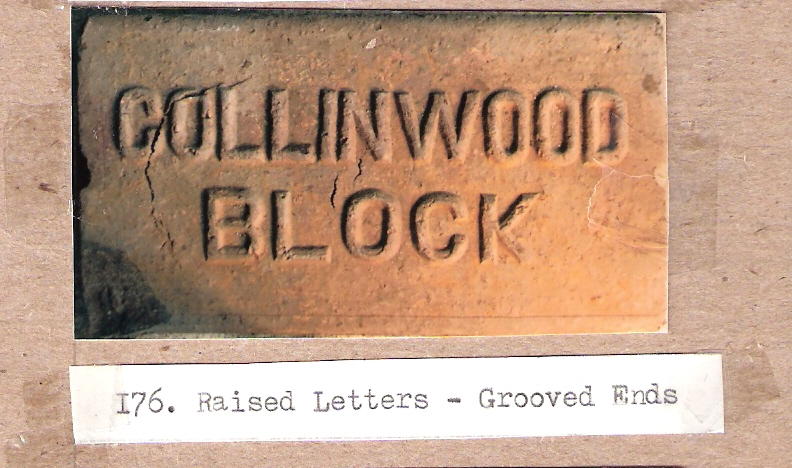 COLLINWOOD
BLOCK
176. Raised Letters - Grooved Ends